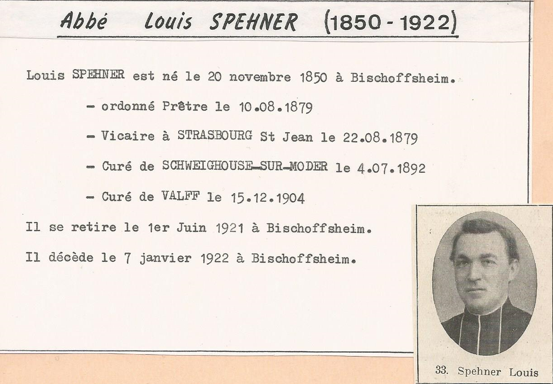 Abbé Louis SPEHNER (1850 - 1922)
Louis SPEHNER est né le 20 novembre 1850 à Bischoffsheim.
- ordonné Prêtre le 10.08.1879
- Vicaire à STRASBOURG St Jean le 22.08.1879
- Curé de SCHWEIGHOUSE-SUR-MODER le 4.07.1892
- Curé de VALFF le 15.12.1904
Il se retire le 1er Juin 1921 à Bischoffsheim.
Il décède le 7 janvier 1922 à Bischoffsheim.
33. Spehner Louis